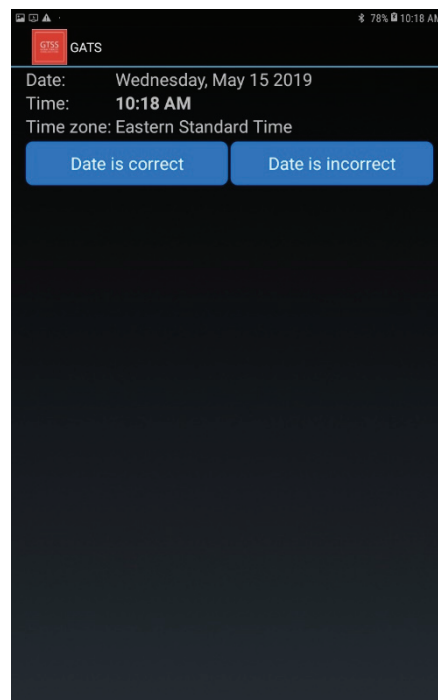 78% 10:18 AM
GTSS
GATS
Date: Wednesday, May 15 2019
Time: 10:18 AM
Time zone: Eastern Standard Time
Date is correct
Date is incorrect